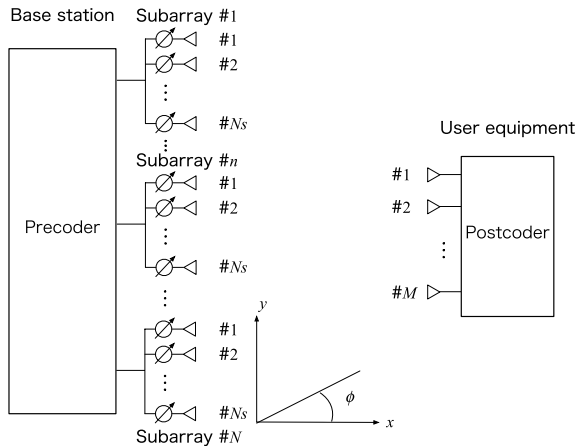 Base station
Subarray #1
#1
#2
#Ns
Subarray #n
#1
#2
#Ns
#1
#2
#Ns
Subarray #N
Precoder
y
ϕ
x
User equipment
#1
#2
#M
Postcoder